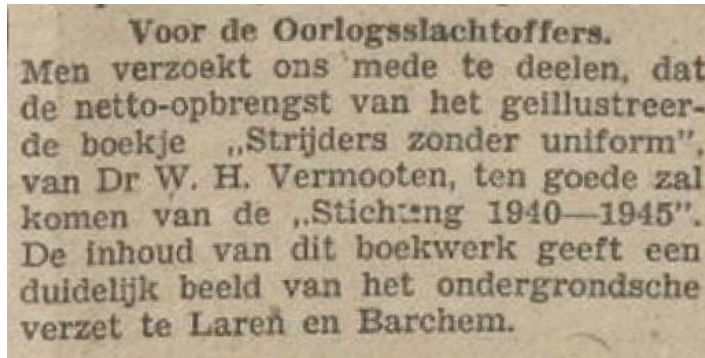 Voor de Oorlogsslachtoffers.
Men verzoekt ons mede te deelen, dat
de netto-opbrengst van het geillustreer-
de boekje „Strijders zonder uniform",
van Dr W. H. Vermooten, ten goede zal
komen van de „Stichting 1940—1945".
De inhoud van dit boekwerk geeft een
duidelijk beeld van het ondergrondsche
verzet te Laren en Barchem.